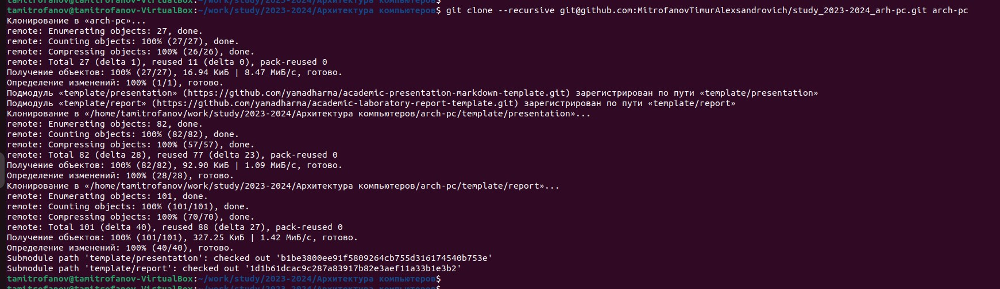 tamitrofanov@tamitrofanov-VirtualBox:~/work/study/2023-2024/Архитектура компьютеров$
tamitrofanov@tamitrofanov-VirtualBox:~/work/study/2023-2024/Архитектура компьютеров$ git clone --recursive git@github.com:MitrofanovTimurAlexsandrovich/study_2023-2024_arh-pc.git arch-pc
Клонирование в «arch-pc»...
remote: Enumerating objects: 27, done.
remote: Counting objects: 100% (27/27), done.
remote: Compressing objects: 100% (26/26), done.
remote: Total 27 (delta 1), reused 11 (delta 0), pack-reused 0
Получение объектов: 100% (27/27), 16.94 КиБ | 8.47 МиБ/с, готово.
Определение изменений: 100% (1/1), готово.
Подмодуль «template/presentation» (https://github.com/yamadharma/academic-presentation-markdown-template.git) зарегистрирован по пути «template/presentation»
Подмодуль «template/report» (https://github.com/yamadharma/academic-laboratory-report-template.git) зарегистрирован по пути «template/report»
Клонирование в «/home/tamitrofanov/work/study/2023-2024/Архитектура компьютеров/arch-pc/template/presentation»...
remote: Enumerating objects: 82, done.
remote: Counting objects: 100% (82/82), done.
remote: Compressing objects: 100% (57/57), done.
remote: Total 82 (delta 28), reused 77 (delta 23), pack-reused 0
Получение объектов: 100% (82/82), 92.90 КиБ | 1.09 МиБ/с, готово.
Определение изменений: 100% (28/28), готово.
Клонирование в «/home/tamitrofanov/work/study/2023-2024/Архитектура компьютеров/arch-pc/template/report»...
remote: Enumerating objects: 101, done.
remote: Counting objects: 100% (101/101), done.
remote: Compressing objects: 100% (70/70), done.
remote: Total 101 (delta 40), reused 88 (delta 27), pack-reused 0
Получение объектов: 100% (101/101), 327.25 КиБ | 1.42 МиБ/с, готово.
Определение изменений: 100% (40/40), готово.
Submodule path 'template/presentation': checked out 'b1be3800ee91f5809264cb755d316174540b753e'
Submodule path 'template/report': checked out '1d1b61dcac9c287a83917b82e3aef11a33b1e3b2'
tamitrofanov@tamitrofanov-VirtualBox:~/work/study/2023-2024/Архитектура компьютеров$
tamitrofanov@tamitrofanov-VirtualBox:~/work/study/2023-2024/Архитектура компьютеров$